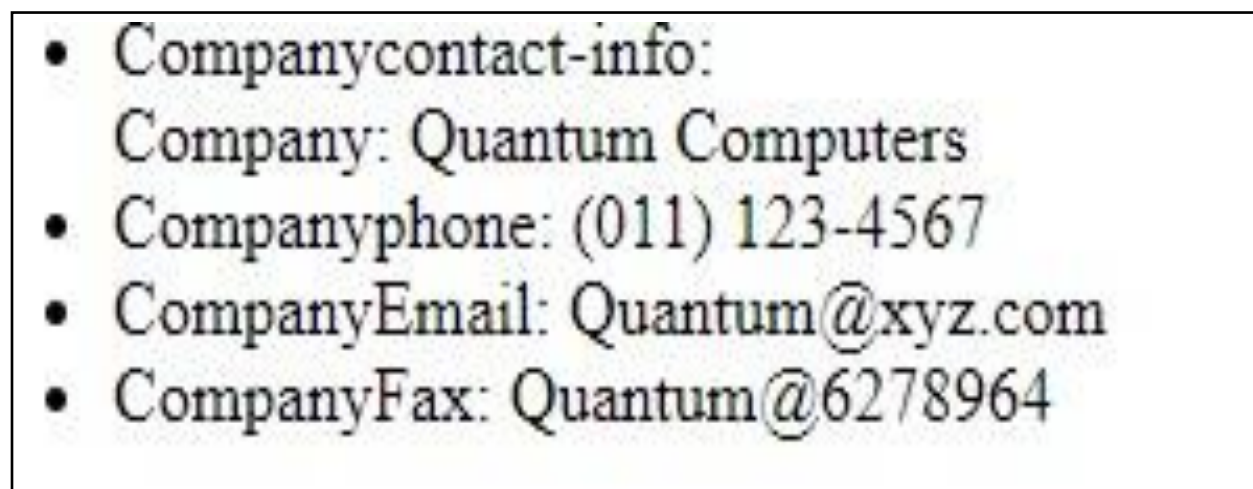 • Companycontact-info:
Company: Quantum Computers
• Companyphone: (011) 123-4567
• CompanyEmail: Quantum@xyz.com
• CompanyFax: Quantum@6278964